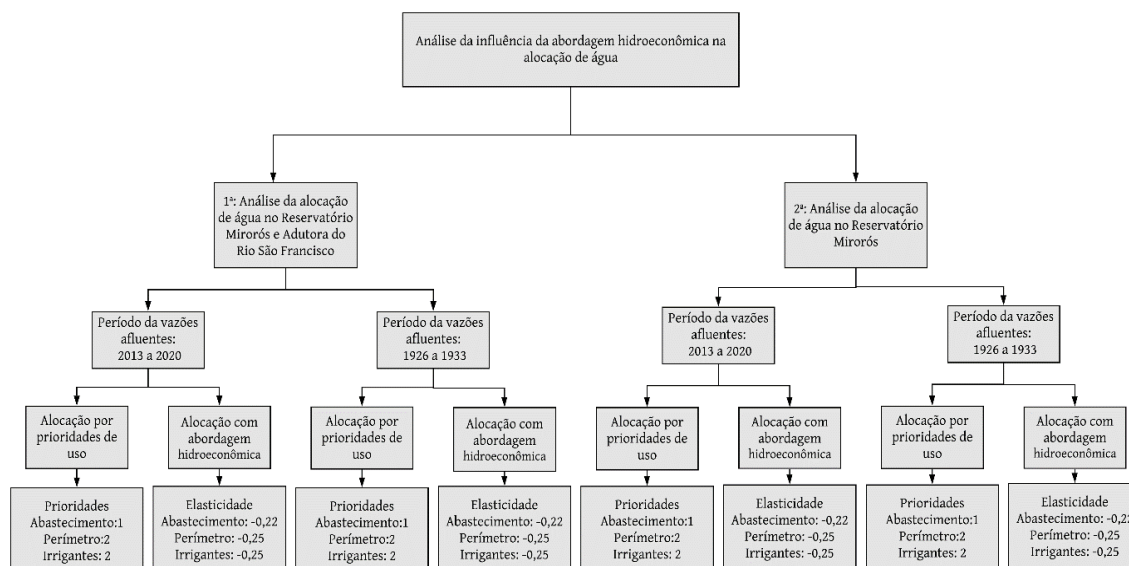 Análise da influência da abordagem hidroeconômica na
alocação de água
1ª: Análise da alocação
de água no Reservatório
Mirorós e Adutora do
Rio São Francisco
2ª: Análise da alocação
de água no Reservatório
Mirorós
Período da vazões
afluentes:
2013 a 2020
Período da vazões
afluentes:
1926 a 1933
Período da vazões
afluentes:
2013 a 2020
Período da vazões
afluentes:
1926 a 1933
Alocação por
prioridades de
uso
Alocação com
abordagem
hidroeconômica
Alocação por
prioridades de
uso
Alocação com
abordagem
hidroeconômica
Alocação por
prioridades de
uso
Alocação com
abordagem
hidroeconômica
Alocação por
prioridades de
uso
Alocação com
abordagem
hidroeconômica
Prioridades
Abastecimento:1
Perímetro:2
Irrigantes: 2
Elasticidade
Abastecimento: -0,22
Perímetro: -0,25
Irrigantes: -0,25
Prioridades
Abastecimento:1
Perímetro:2
Irrigantes: 2
Elasticidade
Abastecimento: -0,22
Perímetro: -0,25
Irrigantes: -0,25
Prioridades
Abastecimento:1
Perímetro:2
Irrigantes: 2
Elasticidade
Abastecimento: -0,22
Perímetro: -0,25
Irrigantes: -0,25
Prioridades
Abastecimento:1
Perímetro:2
Irrigantes: 2
Elasticidade
Abastecimento: -0,22
Perímetro: -0,25
Irrigantes: -0,25